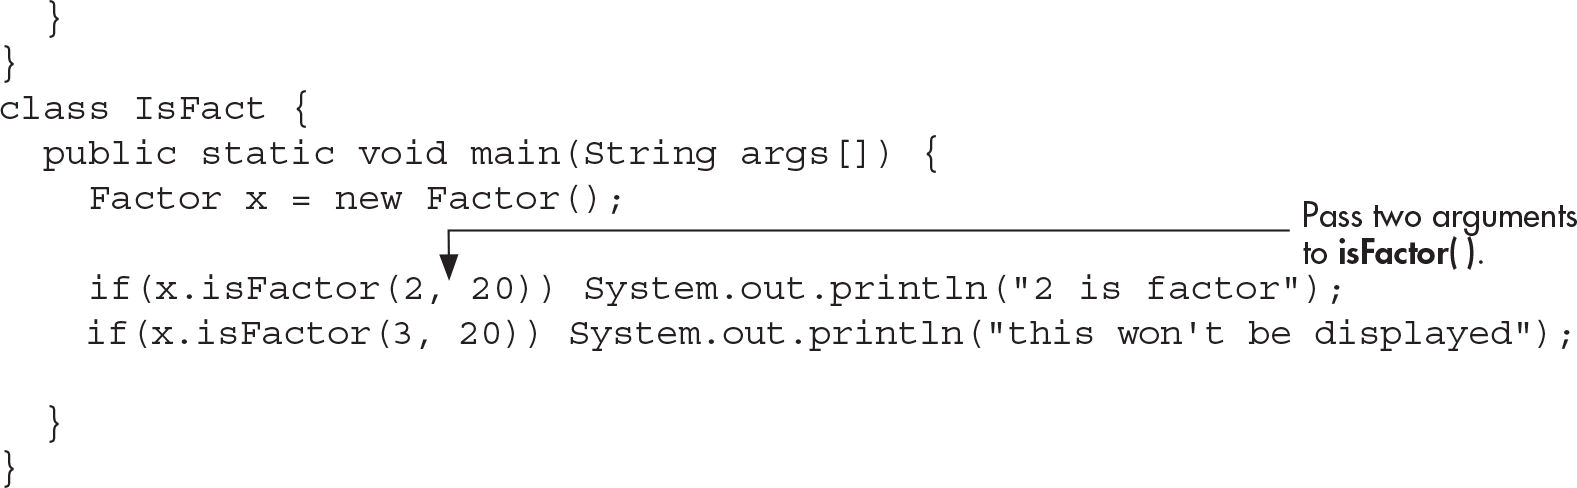 }
}
class IsFact {
  public static void main(String args[]) {
    Factor x = new Factor();
Pass two arguments
to isFactor( ).
    if(x.isFactor(2, 20)) System.out.println("2 is factor");
    if(x.isFactor(3, 20)) System.out.println("this won't be displayed");
  }
}